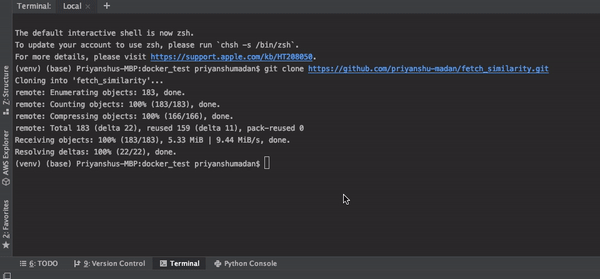 Terminal: Local × +
The default interactive shell is now zsh.
To update your account to use zsh, please run `chsh -s /bin/zsh`.
For more details, please visit https://support.apple.com/kb/HT208050.
(venv) (base) Priyanshus-MBP:docker_test priyanshumadan$ git clone https://github.com/priyanshu-madan/fetch_similarity.git
Cloning into 'fetch_similarity'...
remote: Enumerating objects: 183, done.
remote: Counting objects: 100% (183/183), done.
remote: Compressing objects: 100% (166/166), done.
remote: Total 183 (delta 22), reused 159 (delta 11), pack-reused 0
Receiving objects: 100% (183/183), 5.33 MiB | 9.44 MiB/s, done.
Resolving deltas: 100% (22/22), done.
(venv) (base) Priyanshus-MBP:docker_test priyanshumadan$
Z: Structure
AWS Explorer
2: Favorites
6: TODO 9: Version Control Terminal Python Console